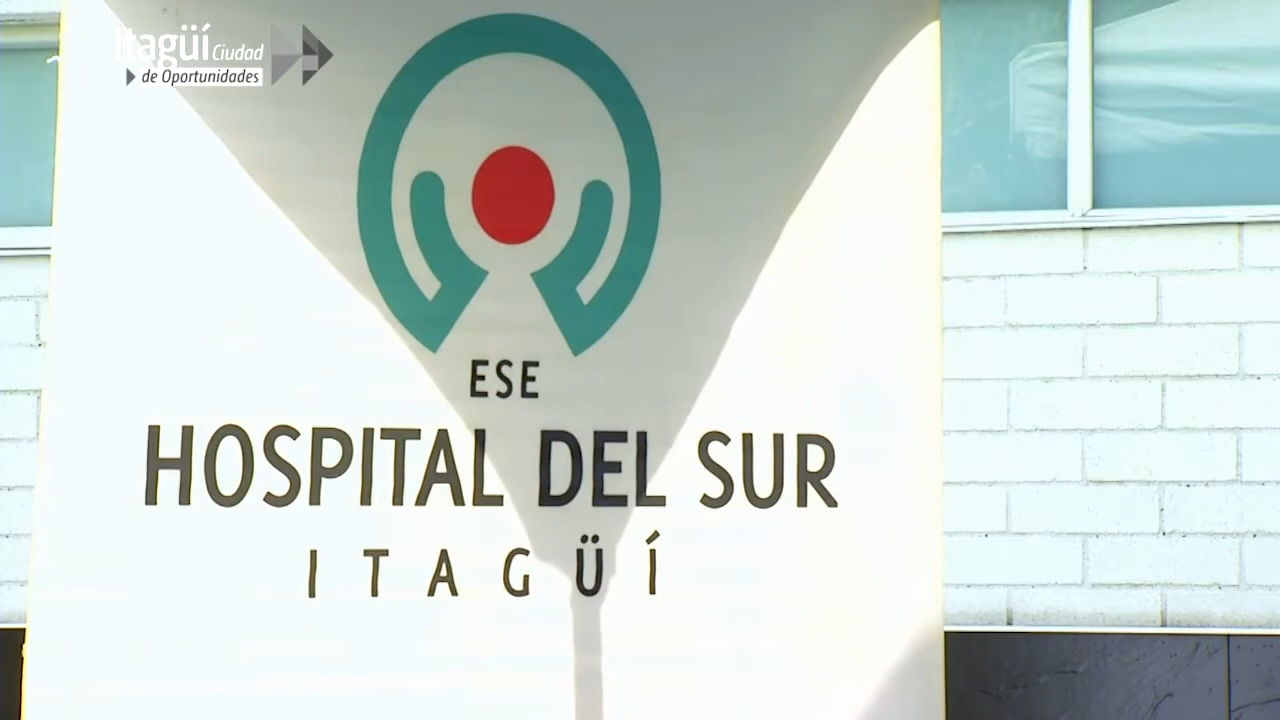 Itagüí Ciudad
de Oportunidades
ESE
HOSPITAL DEL SUR
ITAGÜÍ